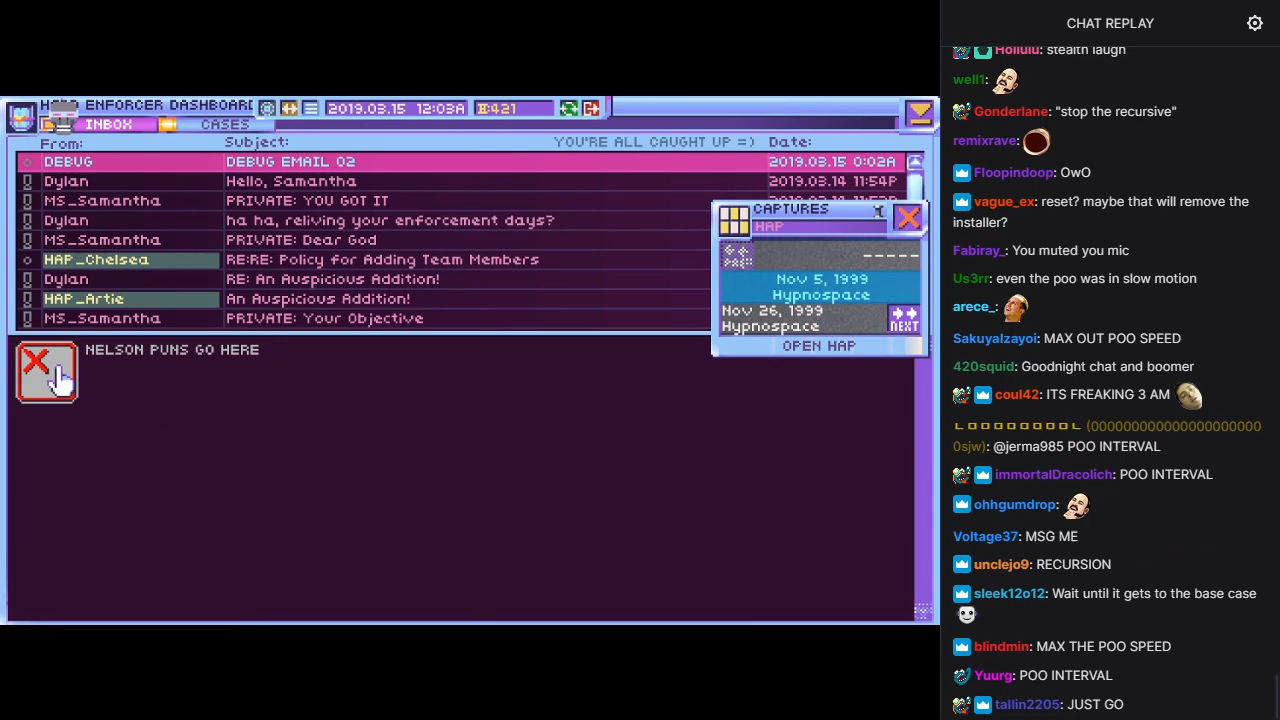 CHAT REPLAY
ENFORCER DASHBOARD
2019.03.15 12:03A
421
INBOX
CASES
From:
Subject:
YOU'RE ALL CAUGHT UP =)
Date:
DEBUG
DEBUG EMAIL 02
2019.03.15 0:02A
Dylan
Hello, Samantha
2019.03.14 11:54P
MS_Samantha
PRIVATE: YOU GOT IT
Dylan
ha ha, reliving your enforcement days?
MS_Samantha
PRIVATE: Dear God
HAP_Chelsea
RE:RE: Policy for Adding Team Members
Dylan
RE: An Auspicious Addition!
HAP_Artie
An Auspicious Addition!
MS_Samantha
PRIVATE: Your Objective
NELSON PUNS GO HERE
CAPTURES
HAP
-----
Nov 5, 1999
Hypnospace
Nov 26, 1999
Hypnospace
NEXT
OPEN HAP
Hollulu: stealth laugh
well1:
Gonderlane: "stop the recursive"
remixrave:
Floopindoop: OwO
vague_ex: reset? maybe that will remove the
installer?
Fabiray_: You muted you mic
Us3rr: even the poo was in slow motion
arece_:
Sakuyalzayoi: MAX OUT POO SPEED
420squid: Goodnight chat and boomer
coul42: ITS FREAKING 3 AM
0sjw): @jerma985 POO INTERVAL
immortalDracolich: POO INTERVAL
ohhgumdrop:
Voltage37: MSG ME
unclejo9: RECURSION
sleek12o12: Wait until it gets to the base case
blindmin: MAX THE POO SPEED
Yuurg: POO INTERVAL
tallin2205: JUST GO